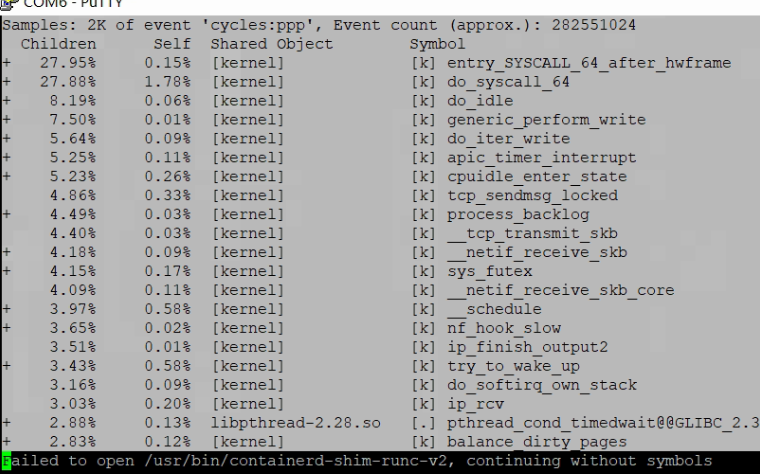 COM6 - PuTTY
Samples: 2K of event 'cycles:ppp', Event count (approx.): 282551024
Children Self Shared Object Symbol
+ 27.95% 0.15% [kernel] [k] entry_SYSCALL_64_after_hwframe
+ 27.88% 1.78% [kernel] [k] do_syscall_64
+ 8.19% 0.06% [kernel] [k] do_idle
+ 7.50% 0.01% [kernel] [k] generic_perform_write
+ 5.64% 0.09% [kernel] [k] do_iter_write
+ 5.25% 0.11% [kernel] [k] apic_timer_interrupt
+ 5.23% 0.26% [kernel] [k] cpuidle_enter_state
4.86% 0.33% [kernel] [k] tcp_sendmsg_locked
+ 4.49% 0.03% [kernel] [k] process_backlog
4.40% 0.03% [kernel] [k] __tcp_transmit_skb
+ 4.18% 0.09% [kernel] [k] __netif_receive_skb
+ 4.15% 0.17% [kernel] [k] sys_futex
4.09% 0.11% [kernel] [k] __netif_receive_skb_core
+ 3.97% 0.58% [kernel] [k] __schedule
+ 3.65% 0.02% [kernel] [k] nf_hook_slow
3.51% 0.01% [kernel] [k] ip_finish_output2
+ 3.43% 0.58% [kernel] [k] try_to_wake_up
3.16% 0.09% [kernel] [k] do_softirq_own_stack
3.03% 0.20% [kernel] [k] ip_rcv
+ 2.88% 0.13% libpthread-2.28.so [.] pthread_cond_timedwait@@GLIBC_2.3
+ 2.83% 0.12% [kernel] [k] balance_dirty_pages
Failed to open /usr/bin/containerd-shim-runc-v2, continuing without symbols